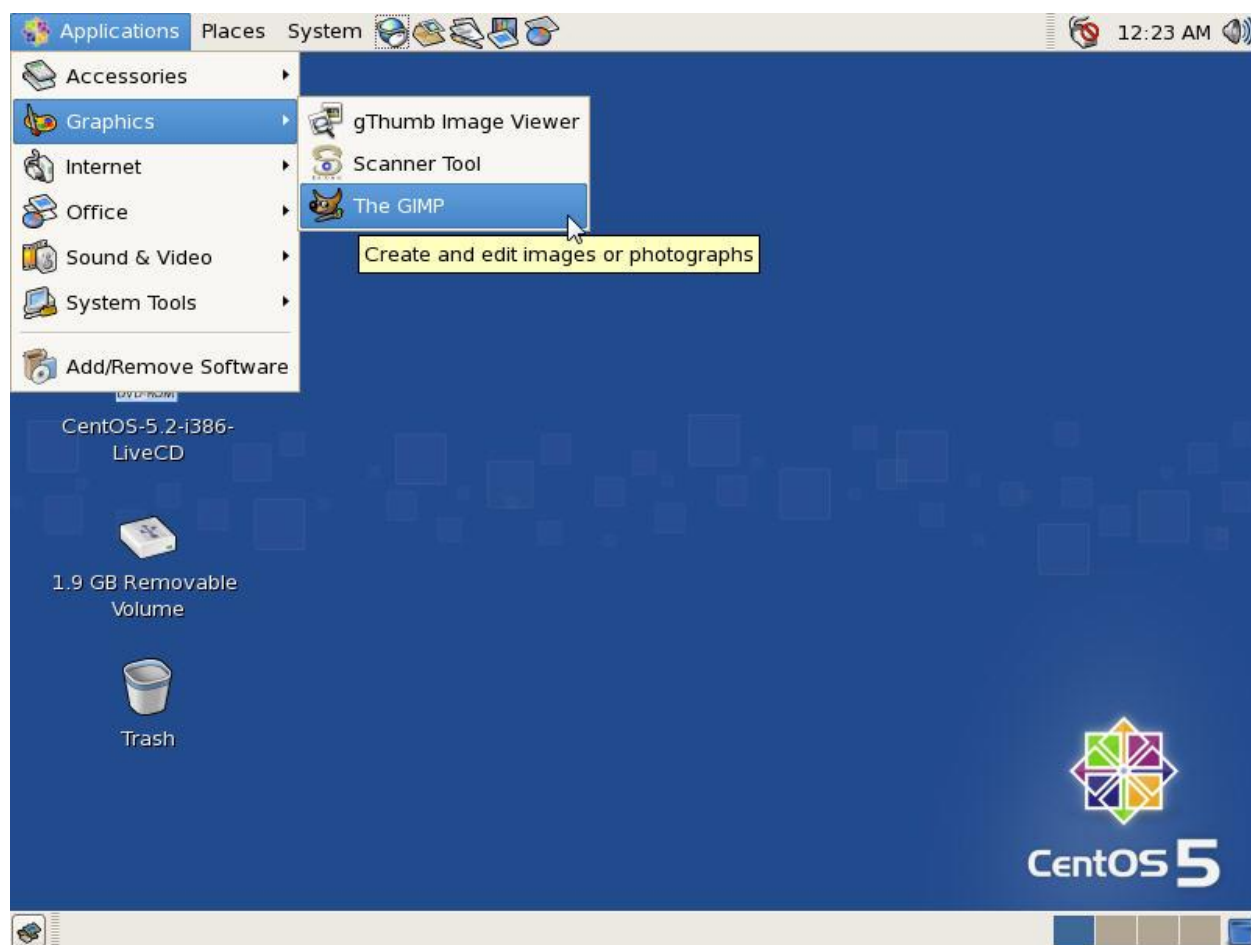 Applications Places System 12:23 AM
Accessories
Graphics
Internet
Office
Sound & Video
System Tools
Add/Remove Software
gThumb Image Viewer
Scanner Tool
The GIMP
Create and edit images or photographs
DVD-ROM
CentOS-5.2-i386-
LiveCD
1.9 GB Removable
Volume
Trash
CentOS 5